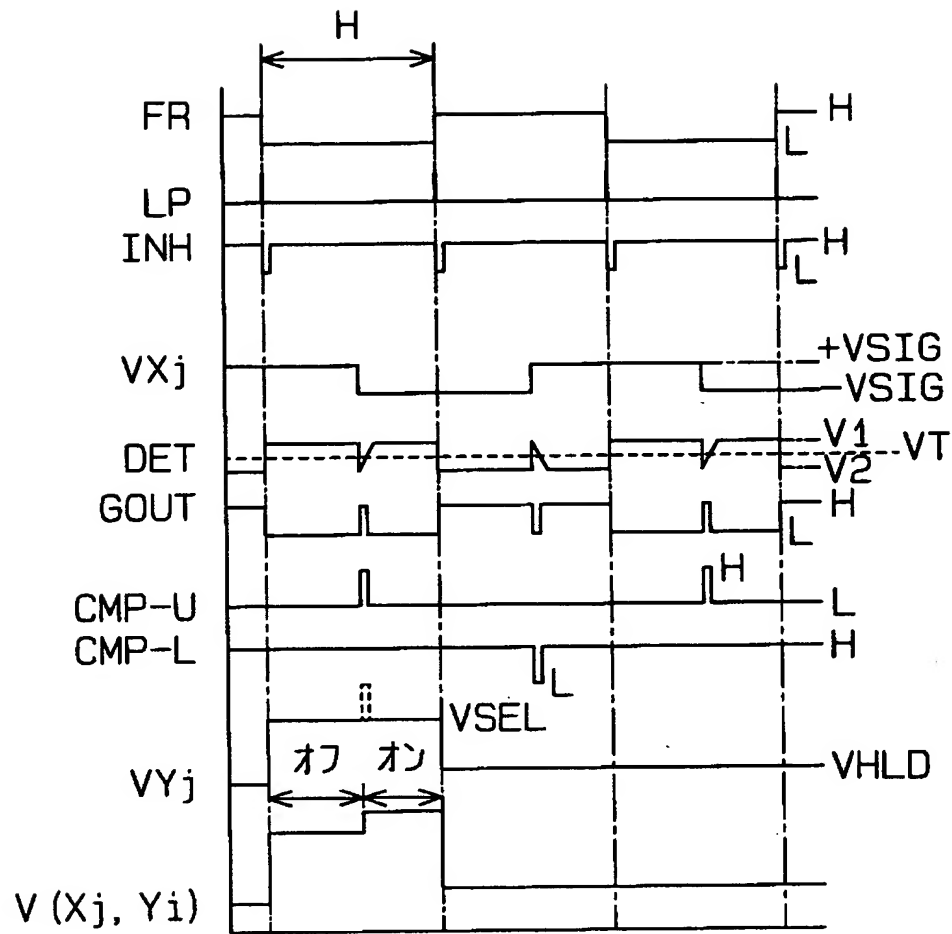 H
FR H
L
LP
INH H
L
VXj +VSIG
-VSIG
DET V1 VT
V2
GOUT H
L
CMP-U H L
CMP-L H
L
VSEL
オフ オン
VYj VHLD
V(Xj, Yi)